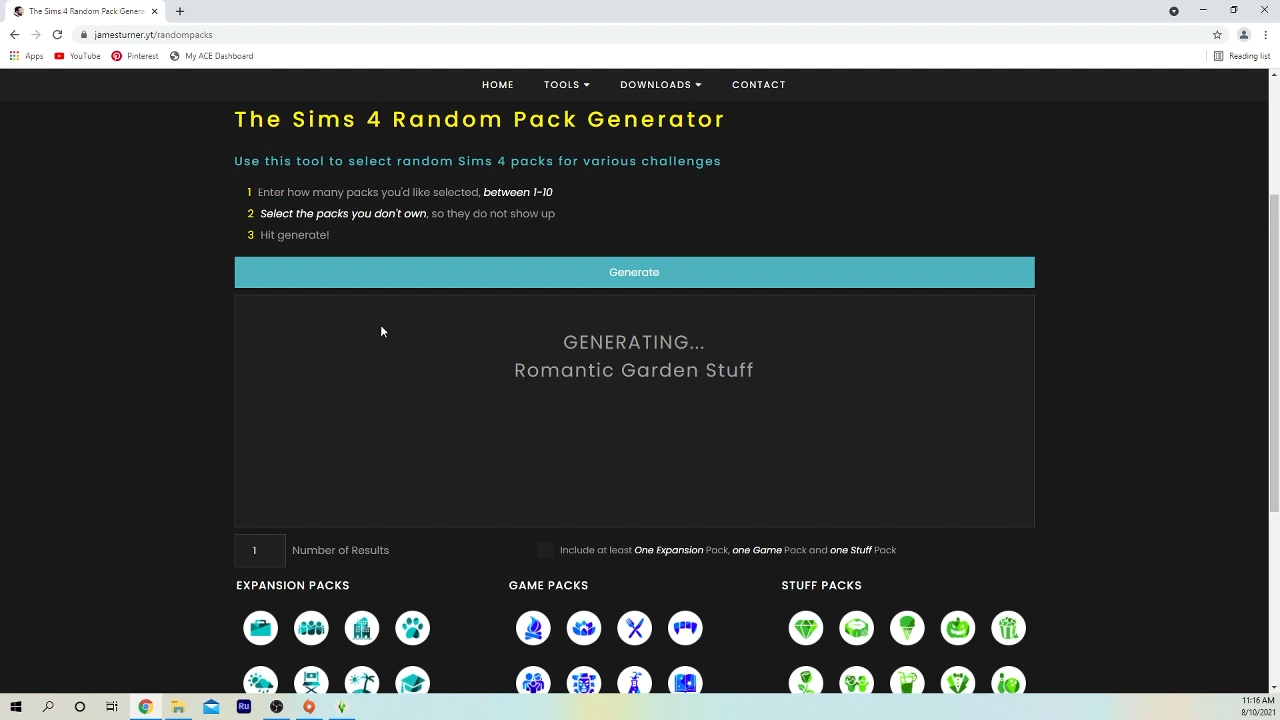 The Sims 4 Random Pack Genera
jamesturner.yt/randompacks
Apps YouTube Pinterest My ACE Dashboard Reading list
HOME TOOLS DOWNLOADS CONTACT
The Sims 4 Random Pack Generator
Use this tool to select random Sims 4 packs for various challenges
1 Enter how many packs you'd like selected, between 1-10
2 Select the packs you don't own, so they do not show up
3 Hit generate!
Generate
GENERATING...
Romantic Garden Stuff
1 Number of Results Include at least One Expansion Pack, one Game Pack and one Stuff Pack
EXPANSION PACKS GAME PACKS STUFF PACKS
Ru
11:16 AM
8/10/2021